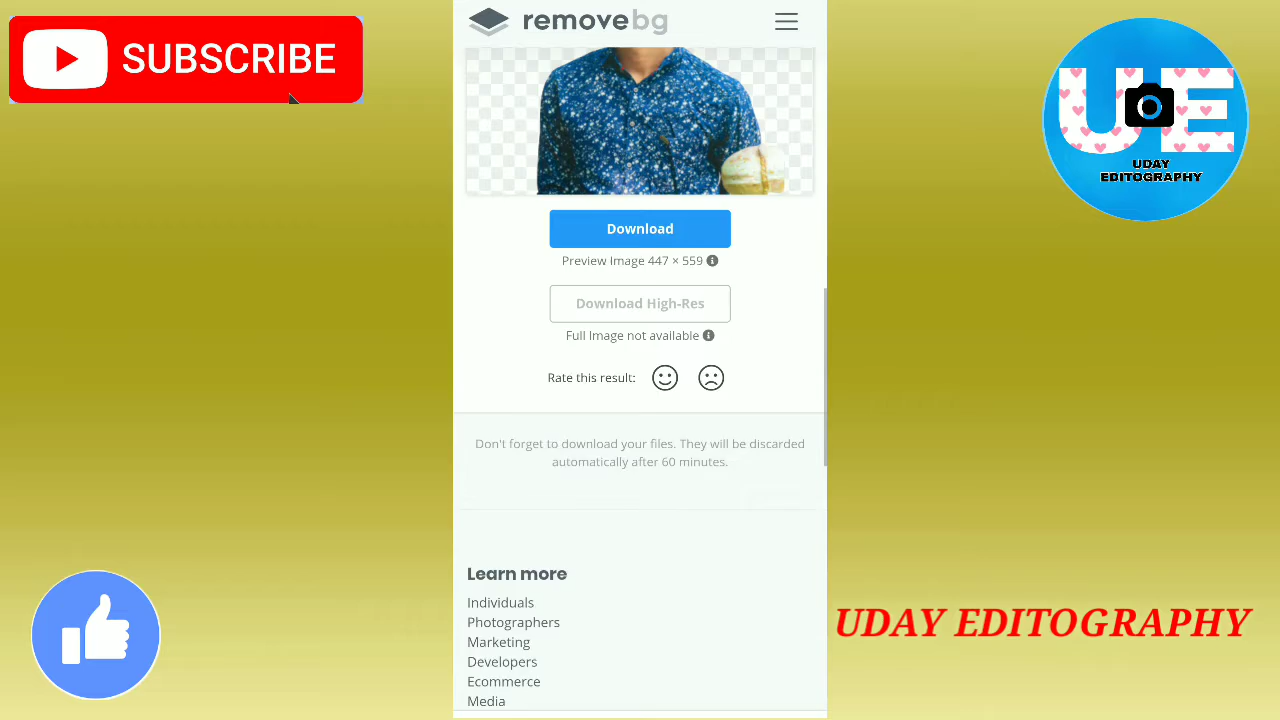 SUBSCRIBE
removebg
UE
UDAY
EDITOGRAPHY
Download
Preview Image 447 × 559
Download High-Res
Full Image not available
Rate this result:
Don't forget to download your files. They will be discarded
automatically after 60 minutes.
Learn more
Individuals
Photographers
Marketing
Developers
Ecommerce
Media
UDAY EDITOGRAPHY